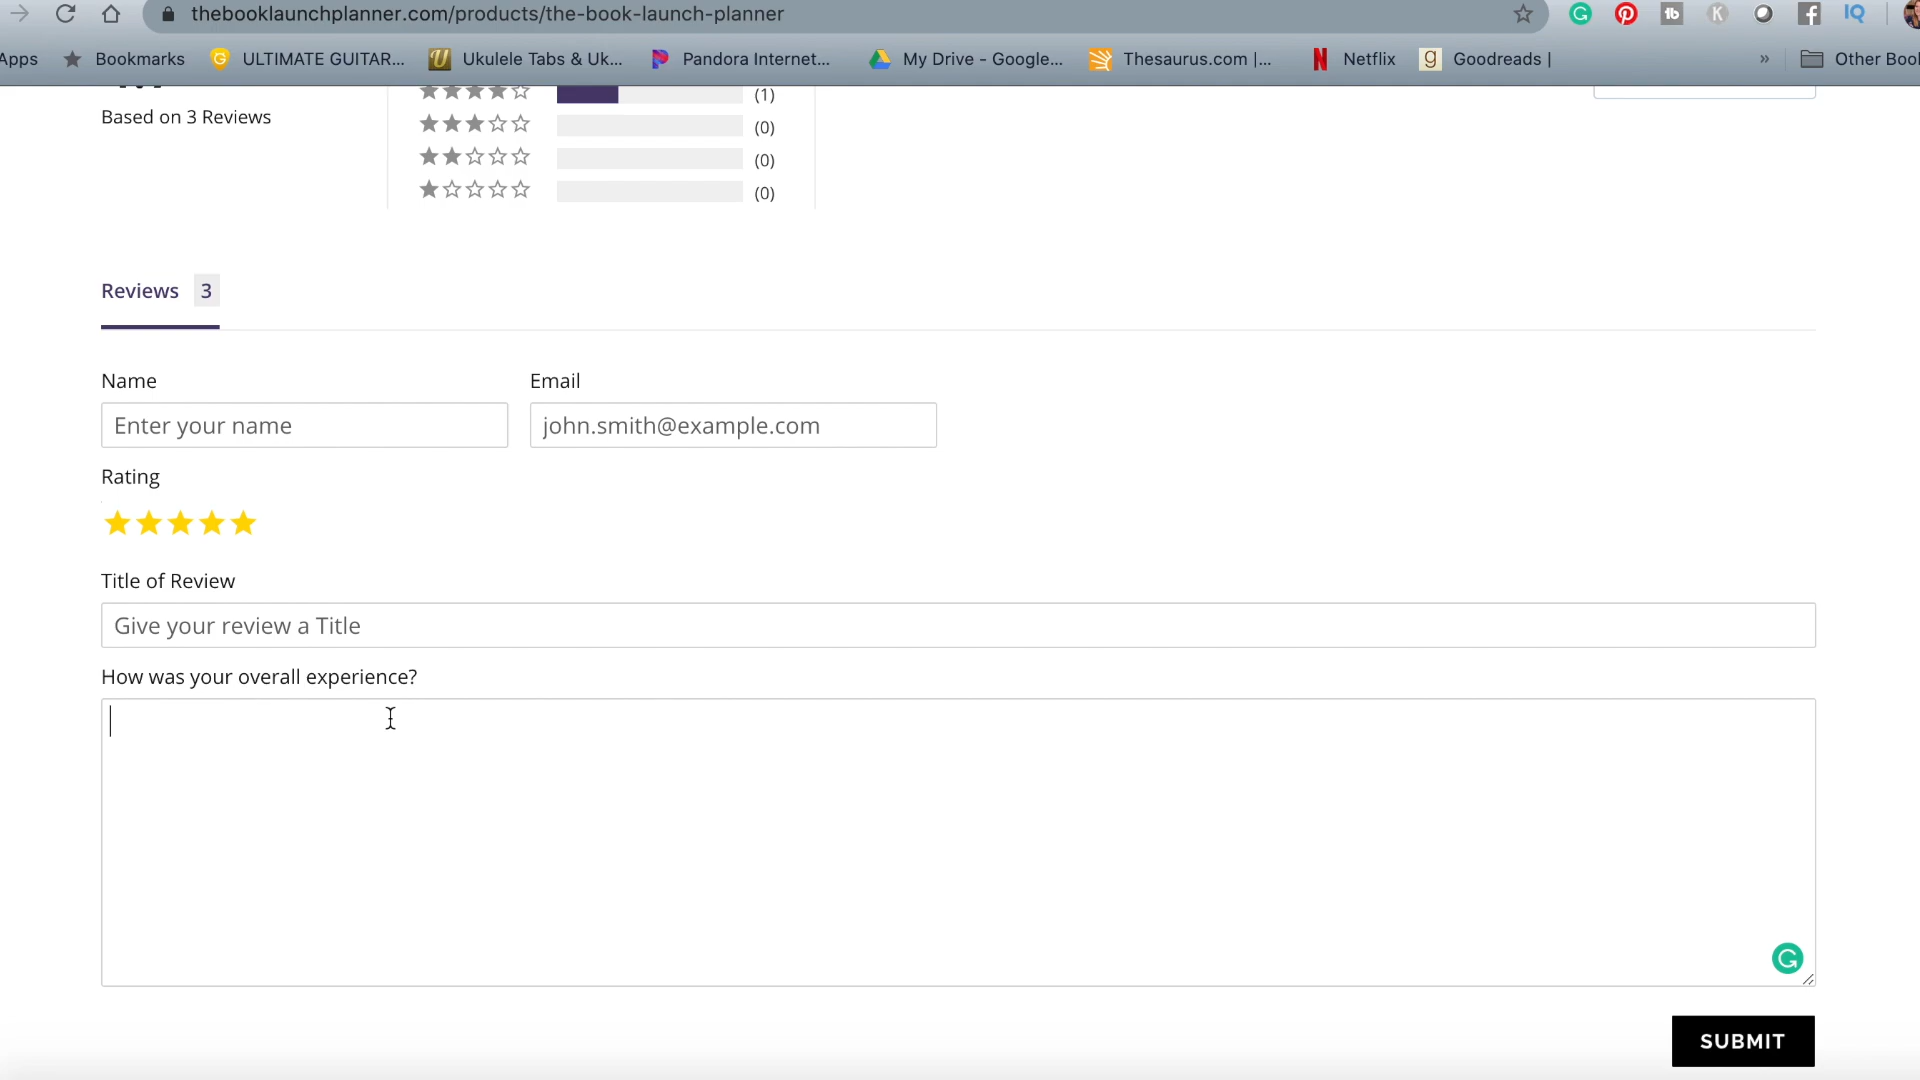 thebooklaunchplanner.com/products/the-book-launch-planner
Apps Bookmarks ULTIMATE GUITAR... Ukulele Tabs & Uk... Pandora Internet... My Drive - Google... Thesaurus.com |... Netflix Goodreads | » Other Bool
(1)
Based on 3 Reviews
(0)
(0)
(0)
Reviews 3
Name Email
Enter your name john.smith@example.com
Rating
Title of Review
Give your review a Title
How was your overall experience?
SUBMIT